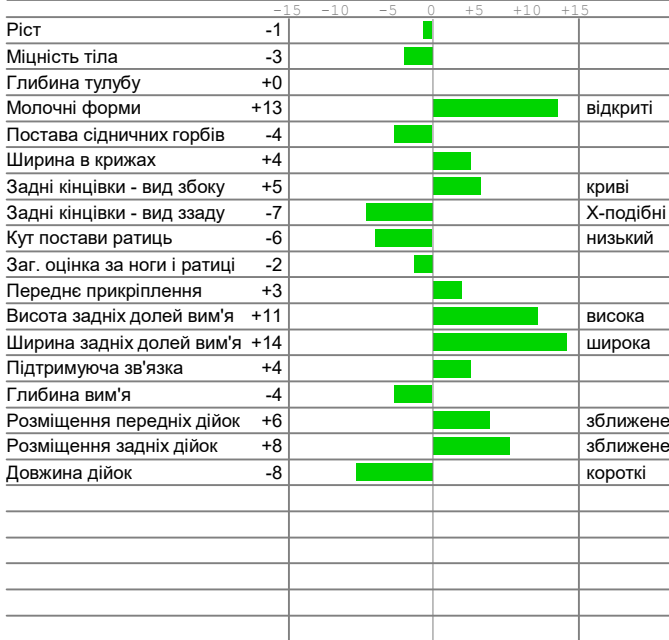 -15 -10 -5 0 +5 +10 +15
Ріст -1
Міцність тіла -3
Глибина тулубу +0
Молочні форми +13 відкриті
Постава сідничних горбів -4
Ширина в крижах +4
Задні кінцівки - вид збоку +5 криві
Задні кінцівки - вид ззаду -7 Х-подібні
Кут постави ратиць -6 низький
Заг. оцінка за ноги і ратиці -2
Переднє прикріплення +3
Висота задніх долей вим'я +11 висока
Ширина задніх долей вим'я +14 широка
Підтримуюча зв'язка +4
Глибина вим'я -4
Розміщення передніх дійок +6 зближене
Розміщення задніх дійок +8 зближене
Довжина дійок -8 короткі